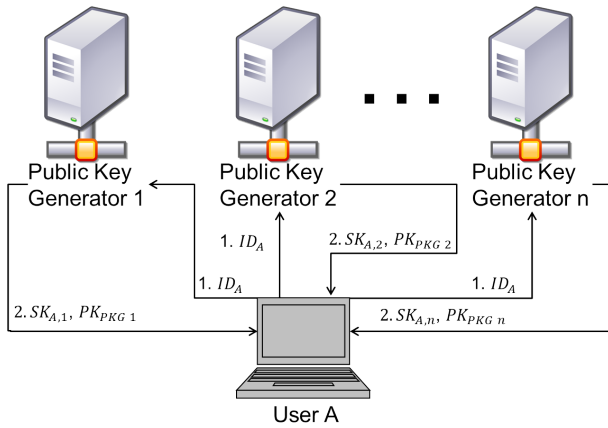 Public Key
Generator 1
Public Key
Generator 2
Public Key
Generator n
1. ID_A
2. SK_{A,2}, PK_{PKG 2}
1. ID_A
1. ID_A
2. SK_{A,1}, PK_{PKG 1}
2. SK_{A,n}, PK_{PKG n}
User A